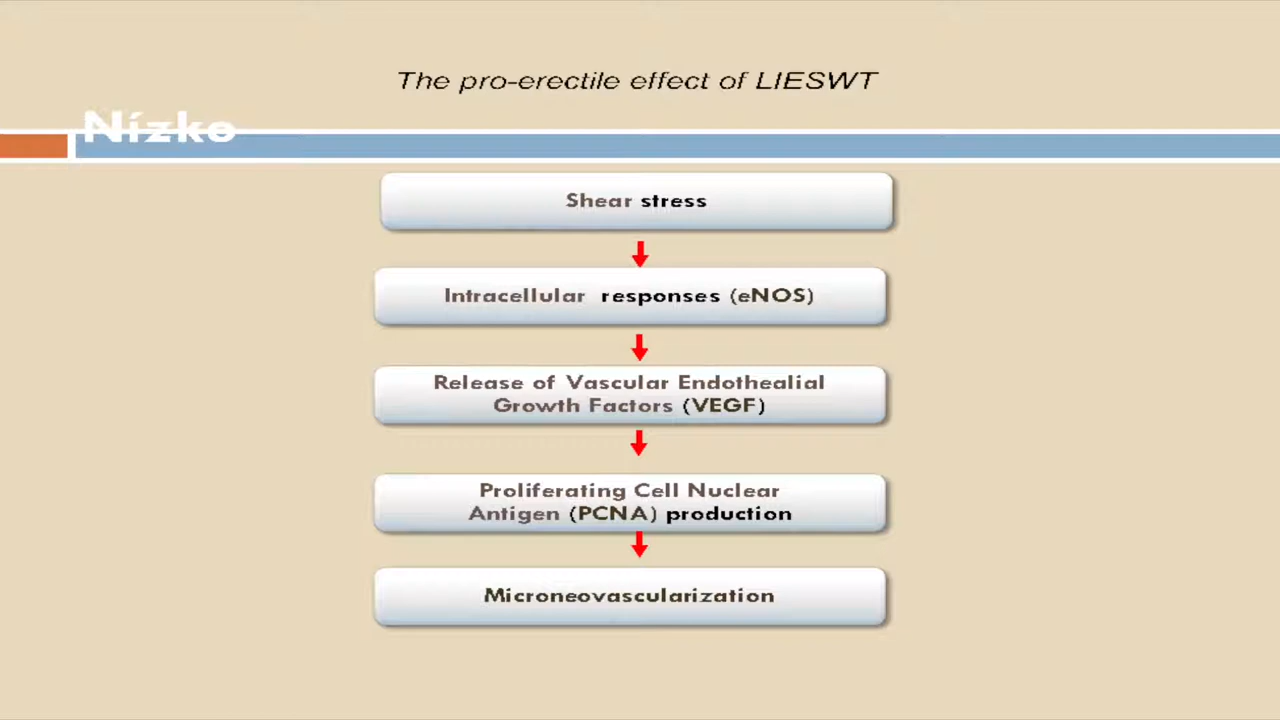 The pro-erectile effect of LIESWT
Nízko
Shear stress
Intracellular responses (eNOS)
Release of Vascular Endothealial
Growth Factors (VEGF)
Proliferating Cell Nuclear
Antigen (PCNA) production
Microneovascularization